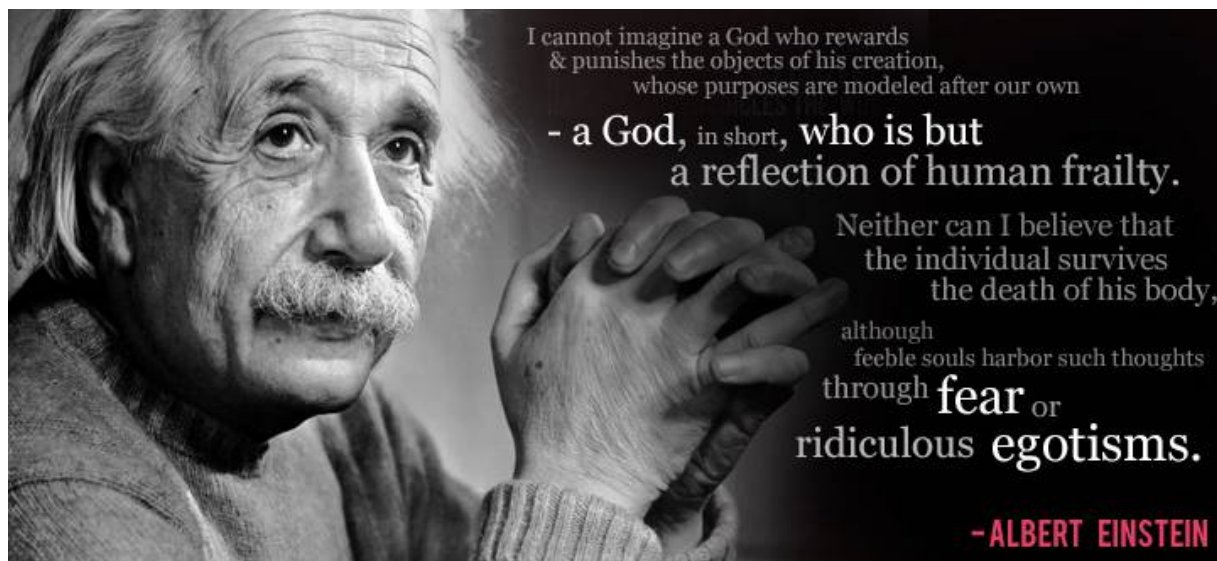 I cannot imagine a God who rewards
& punishes the objects of his creation,
whose purposes are modeled after our own
- a God, in short, who is but
a reflection of human frailty.
Neither can I believe that
the individual survives
the death of his body,
although
feeble souls harbor such thoughts
through fear or
ridiculous egotisms.
-ALBERT EINSTEIN